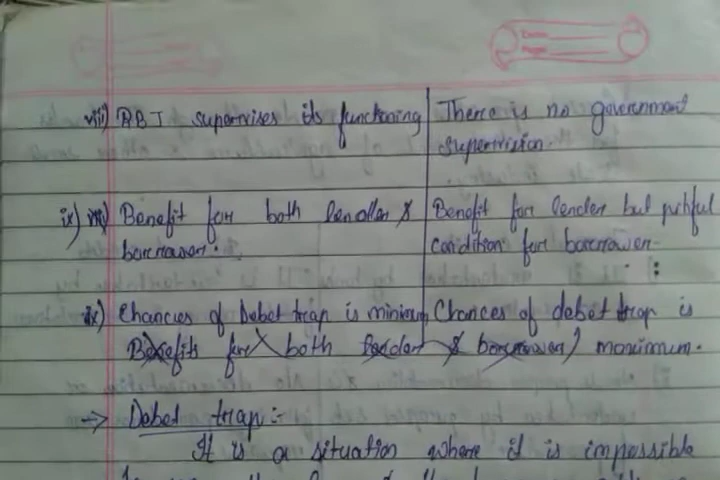 viii) RBI supervises its functioning There is no government
supervision.
ix) Benefit for both lender & Benefit for lender but pitiful
borrower. condition for borrower.
x) Chances of Debet trap is minimum Chances of debet trap is
Benefits for both lender & borrower maximum.
→ Debet trap :-
It is a situation where it is impossible